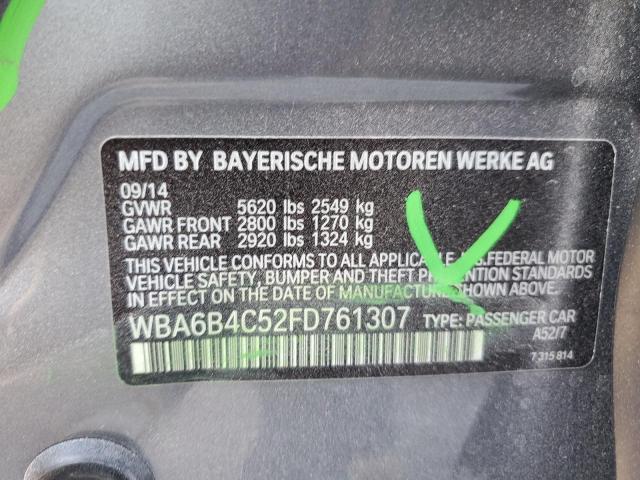 MFD BY BAYERISCHE MOTOREN WERKE AG
09/14
GVWR 5620 lbs 2549 kg
GAWR FRONT 2800 lbs 1270 kg
GAWR REAR 2920 lbs 1324 kg
THIS VEHICLE CONFORMS TO ALL APPLICABLE U.S. FEDERAL MOTOR
VEHICLE SAFETY, BUMPER AND THEFT PREVENTION STANDARDS
IN EFFECT ON THE DATE OF MANUFACTURE SHOWN ABOVE.
WBA6B4C52FD761307 TYPE: PASSENGER CAR
A52/7
7 315 814